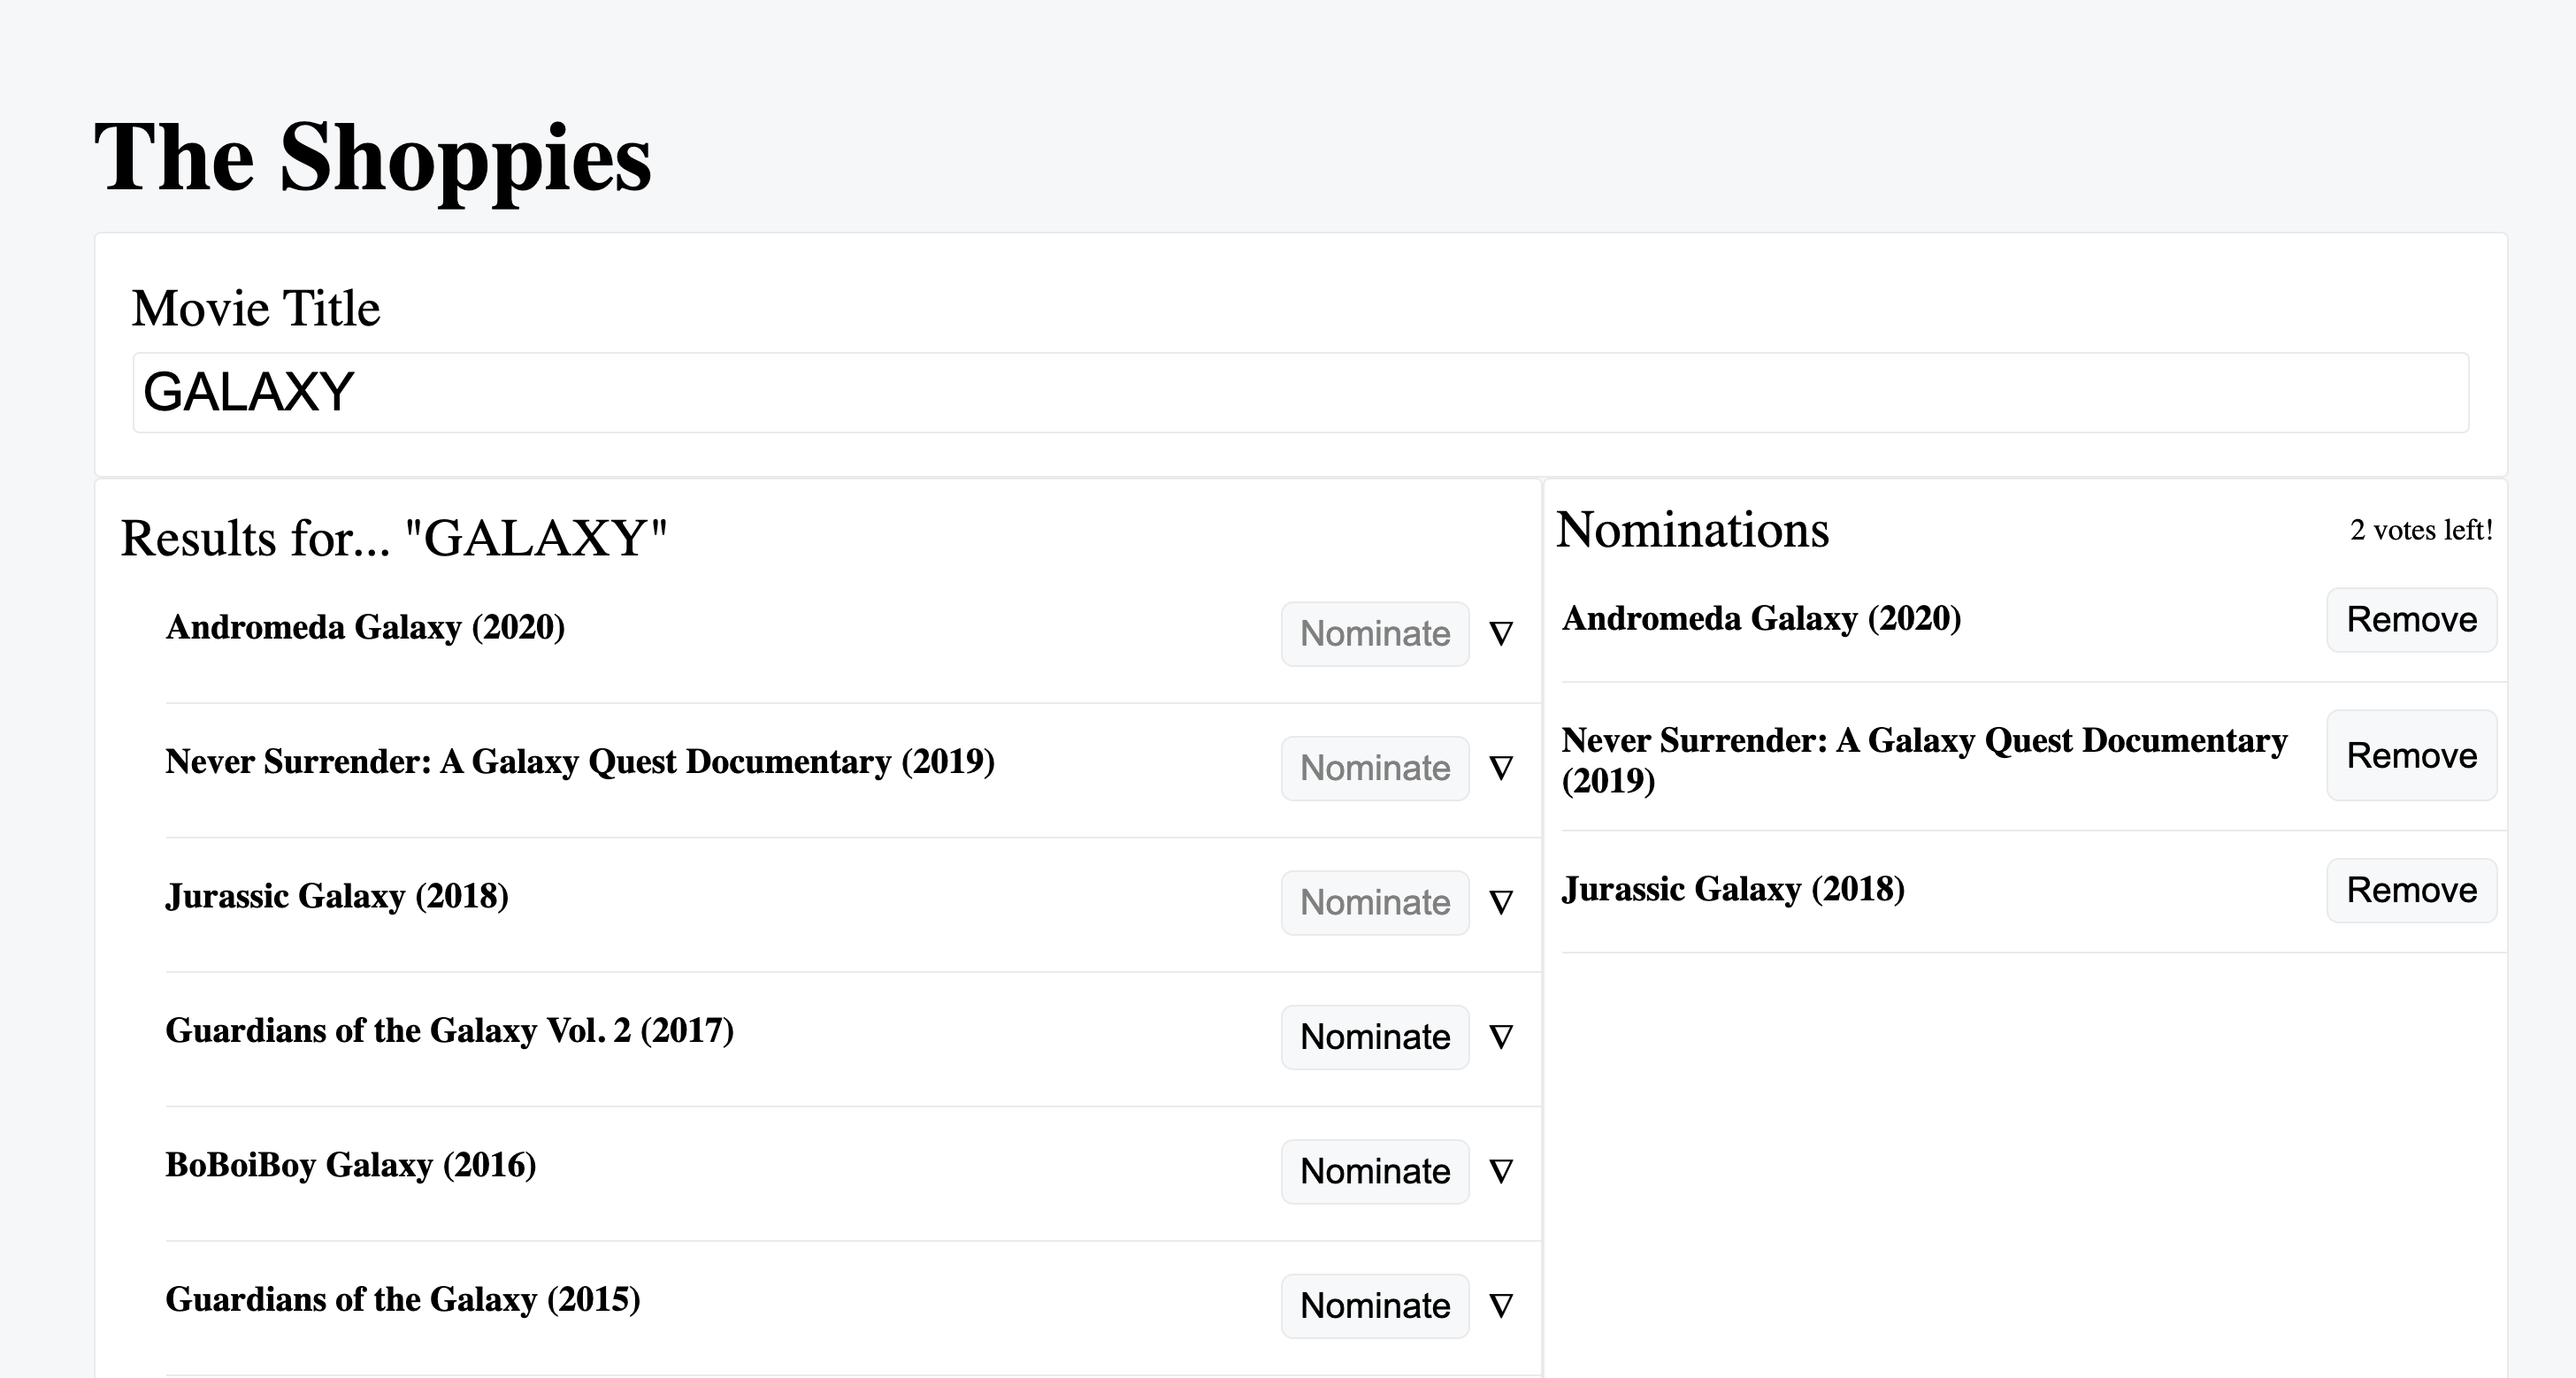 The Shoppies
Movie Title
GALAXY
Results for... "GALAXY"
Andromeda Galaxy (2020)
Nominate
Never Surrender: A Galaxy Quest Documentary (2019)
Nominate
Jurassic Galaxy (2018)
Nominate
Guardians of the Galaxy Vol. 2 (2017)
Nominate
BoBoiBoy Galaxy (2016)
Nominate
Guardians of the Galaxy (2015)
Nominate
Nominations
2 votes left!
Andromeda Galaxy (2020)
Remove
Never Surrender: A Galaxy Quest Documentary
(2019)
Remove
Jurassic Galaxy (2018)
Remove